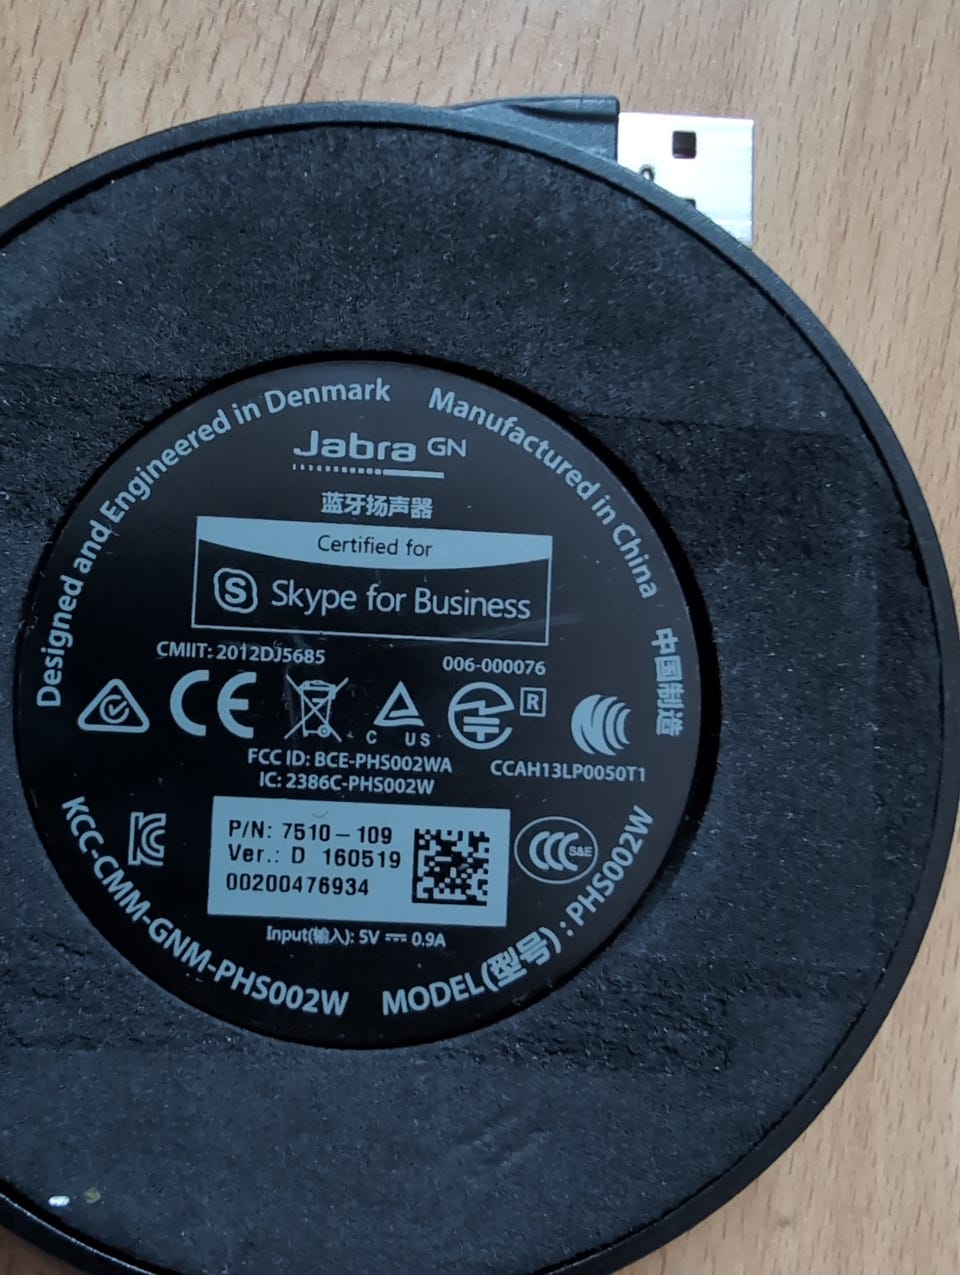 Designed and Engineered in Denmark
Manufactured in China
中国制造
Jabra GN
蓝牙扬声器
Certified for
S Skype for Business
CMIIT: 2012DJ5685
006-000076
CE
C US
R
FCC ID: BCE-PHS002WA
IC: 2386C-PHS002W
CCAH13LP0050T1
P/N: 7510-109
Ver.: D 160519
00200476934
CCC S&E
Input(输入): 5V ⎓ 0.9A
KCC-CMM-GNM-PHS002W
MODEL(型号) : PHS002W